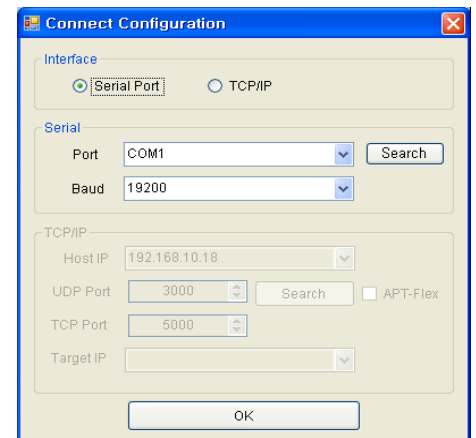 Connect Configuration
Interface
Serial Port TCP/IP
Serial
Port COM1 Search
Baud 19200
TCP/IP
Host IP 192.168.10.18
UDP Port 3000 Search APT-Flex
TCP Port 5000
Target IP
OK